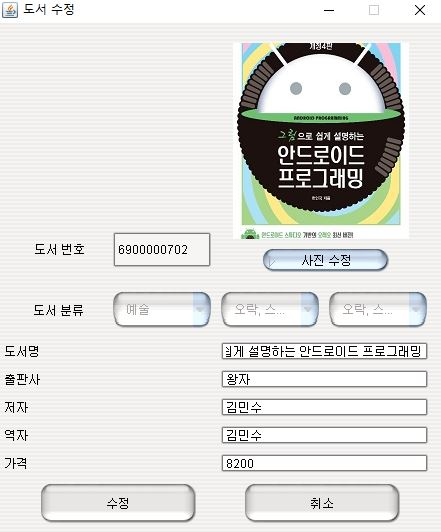 도서 수정
개정4판
ANDROID PROGRAMMING
그림으로 쉽게 설명하는
안드로이드
프로그래밍
안드로이드 스튜디오 기반의 오레오 최신 버전!
도서 번호 6900000702
사진 수정
도서 분류 예술 오락, 스... 오락, 스...
도서명 쉽게 설명하는 안드로이드 프로그래밍
출판사 왕자
저자 김민수
역자 김민수
가격 8200
수정 취소